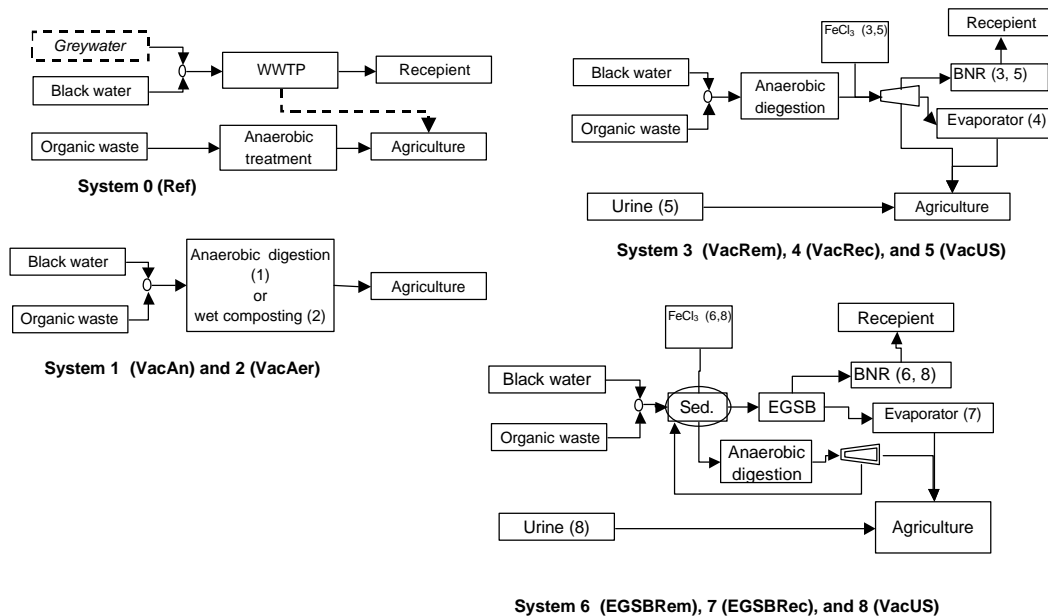 Greywater
Black water
WWTP
Recepient
Organic waste
Anaerobic
treatment
Agriculture
System 0 (Ref)
Black water
Organic waste
Anaerobic digestion
(1)
or
wet composting (2)
Agriculture
System 1 (VacAn) and 2 (VacAer)
FeCl₃ (3,5)
Recepient
Black water
Organic waste
Anaerobic
diegestion
BNR (3, 5)
Evaporator (4)
Urine (5)
Agriculture
System 3 (VacRem), 4 (VacRec), and 5 (VacUS)
FeCl₃ (6,8)
Recepient
Black water
Organic waste
Sed.
EGSB
BNR (6, 8)
Evaporator (7)
Anaerobic
digestion
Urine (8)
Agriculture
System 6 (EGSBRem), 7 (EGSBRec), and 8 (VacUS)